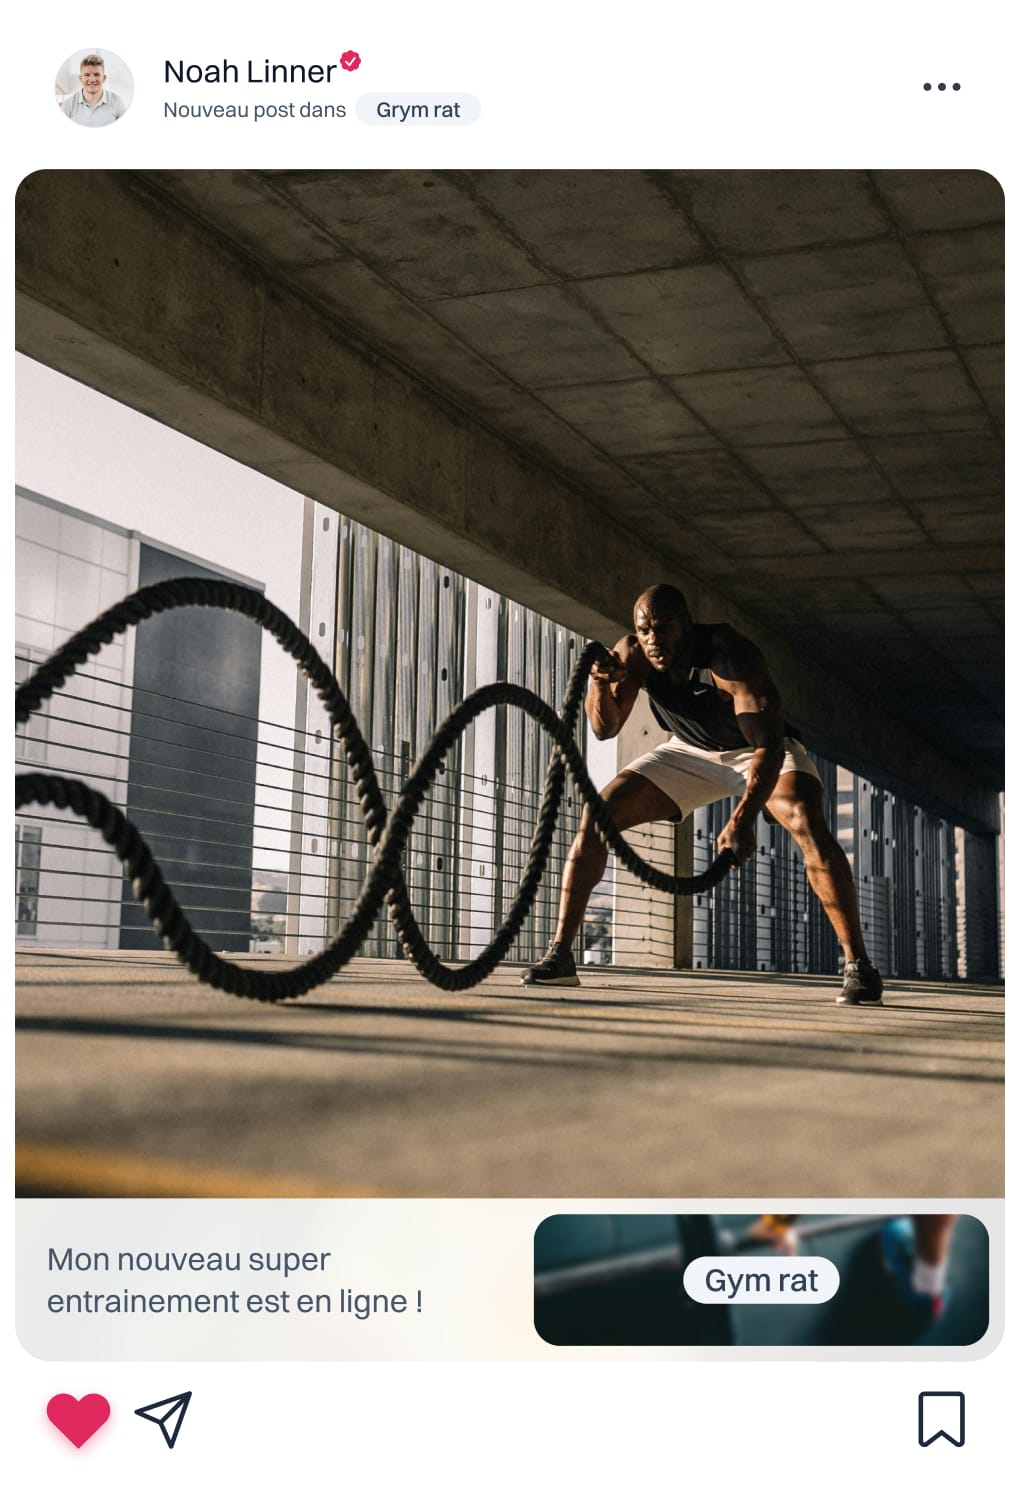 Noah Linner
Nouveau post dans Grym rat
Mon nouveau super
entrainement est en ligne !
Gym rat